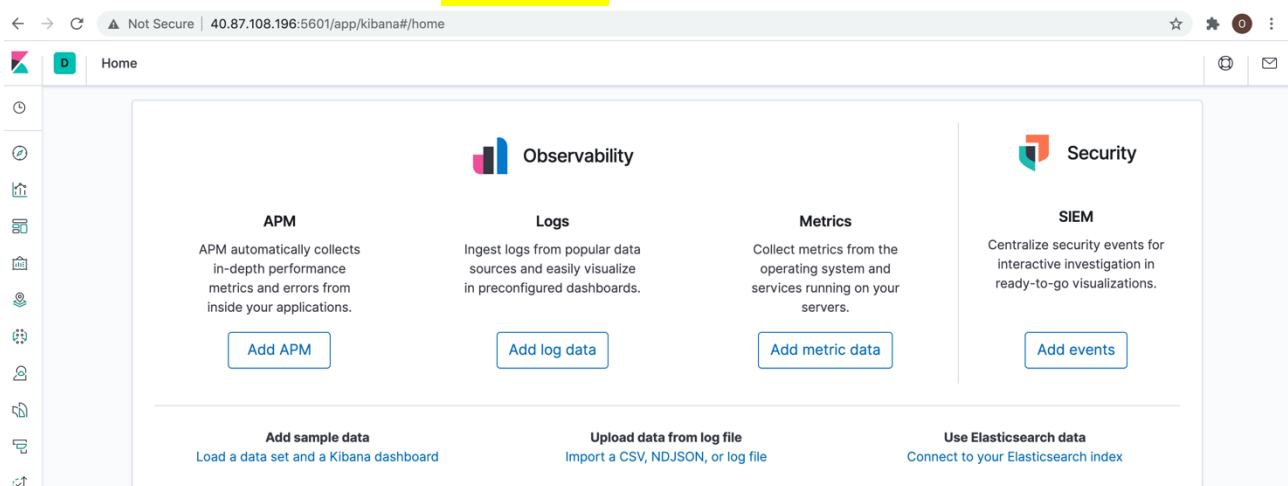 Not Secure | 40.87.108.196:5601/app/kibana#/home
O
D
Home
Observability
Security
APM
APM automatically collects
in-depth performance
metrics and errors from
inside your applications.
Add APM
Logs
Ingest logs from popular data
sources and easily visualize
in preconfigured dashboards.
Add log data
Metrics
Collect metrics from the
operating system and
services running on your
servers.
Add metric data
SIEM
Centralize security events for
interactive investigation in
ready-to-go visualizations.
Add events
Add sample data
Load a data set and a Kibana dashboard
Upload data from log file
Import a CSV, NDJSON, or log file
Use Elasticsearch data
Connect to your Elasticsearch index